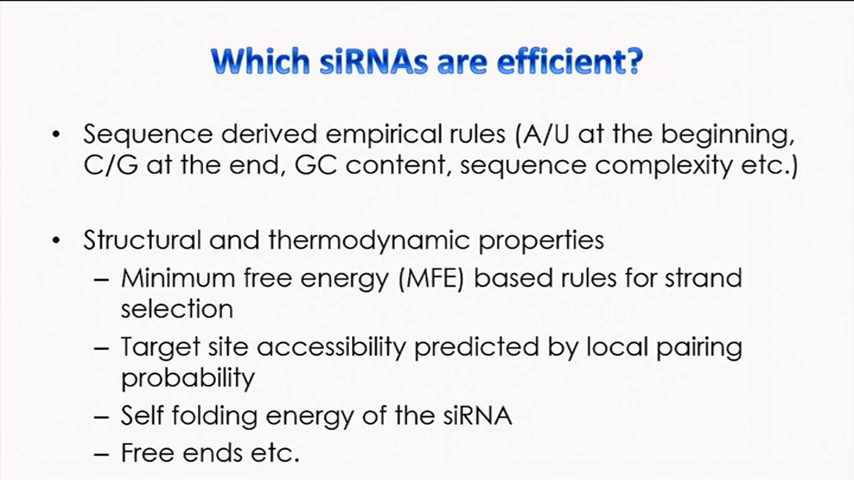 Which siRNAs are efficient?
• Sequence derived empirical rules (A/U at the beginning,
C/G at the end, GC content, sequence complexity etc.)
• Structural and thermodynamic properties
– Minimum free energy (MFE) based rules for strand
selection
– Target site accessibility predicted by local pairing
probability
– Self folding energy of the siRNA
– Free ends etc.